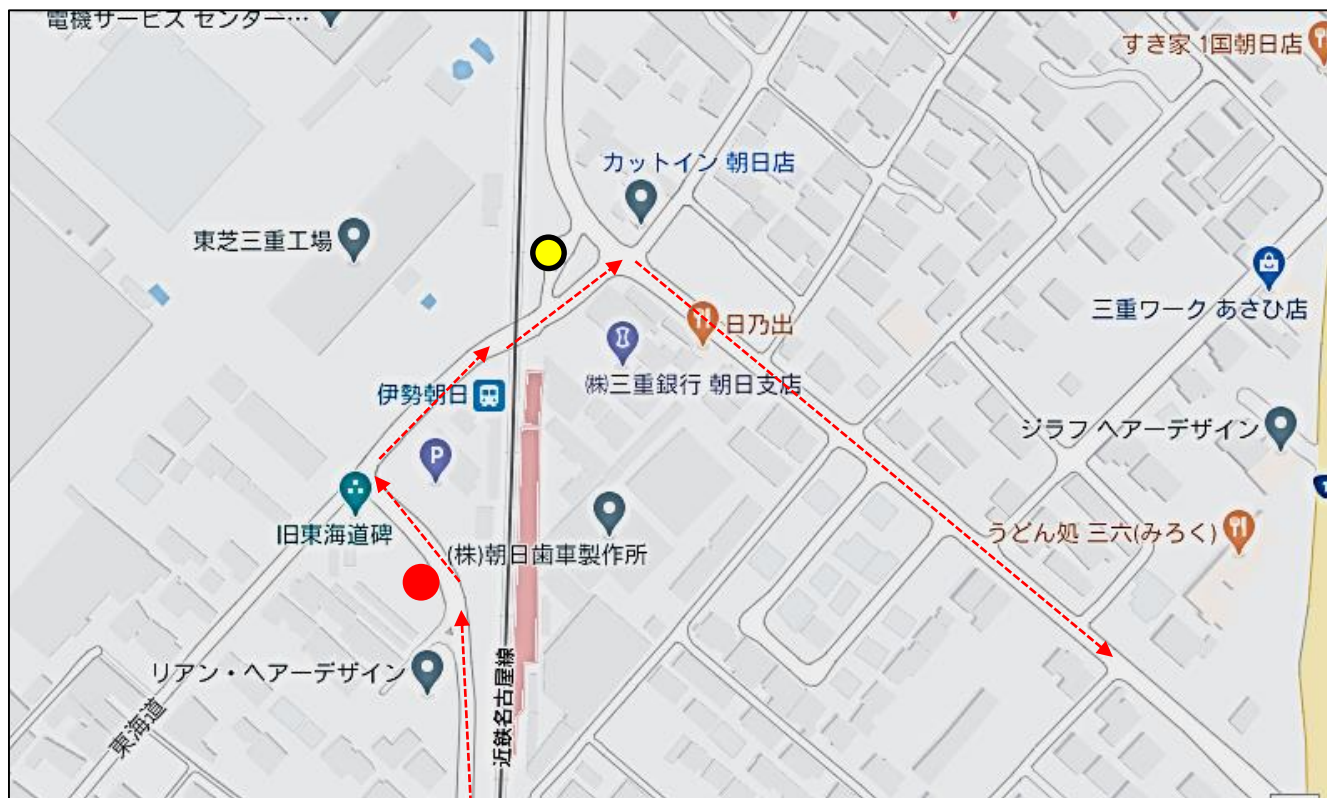 電機サービス センター…
すき家 1国朝日店
カットイン 朝日店
東芝三重工場
三重ワーク あさひ店
日乃出
㈱三重銀行 朝日支店
伊勢朝日
ジラフ ヘアーデザイン
P
旧東海道碑
(株)朝日歯車製作所
うどん処 三六(みろく)
リアン・ヘアーデザイン
近鉄名古屋線
東海道
1